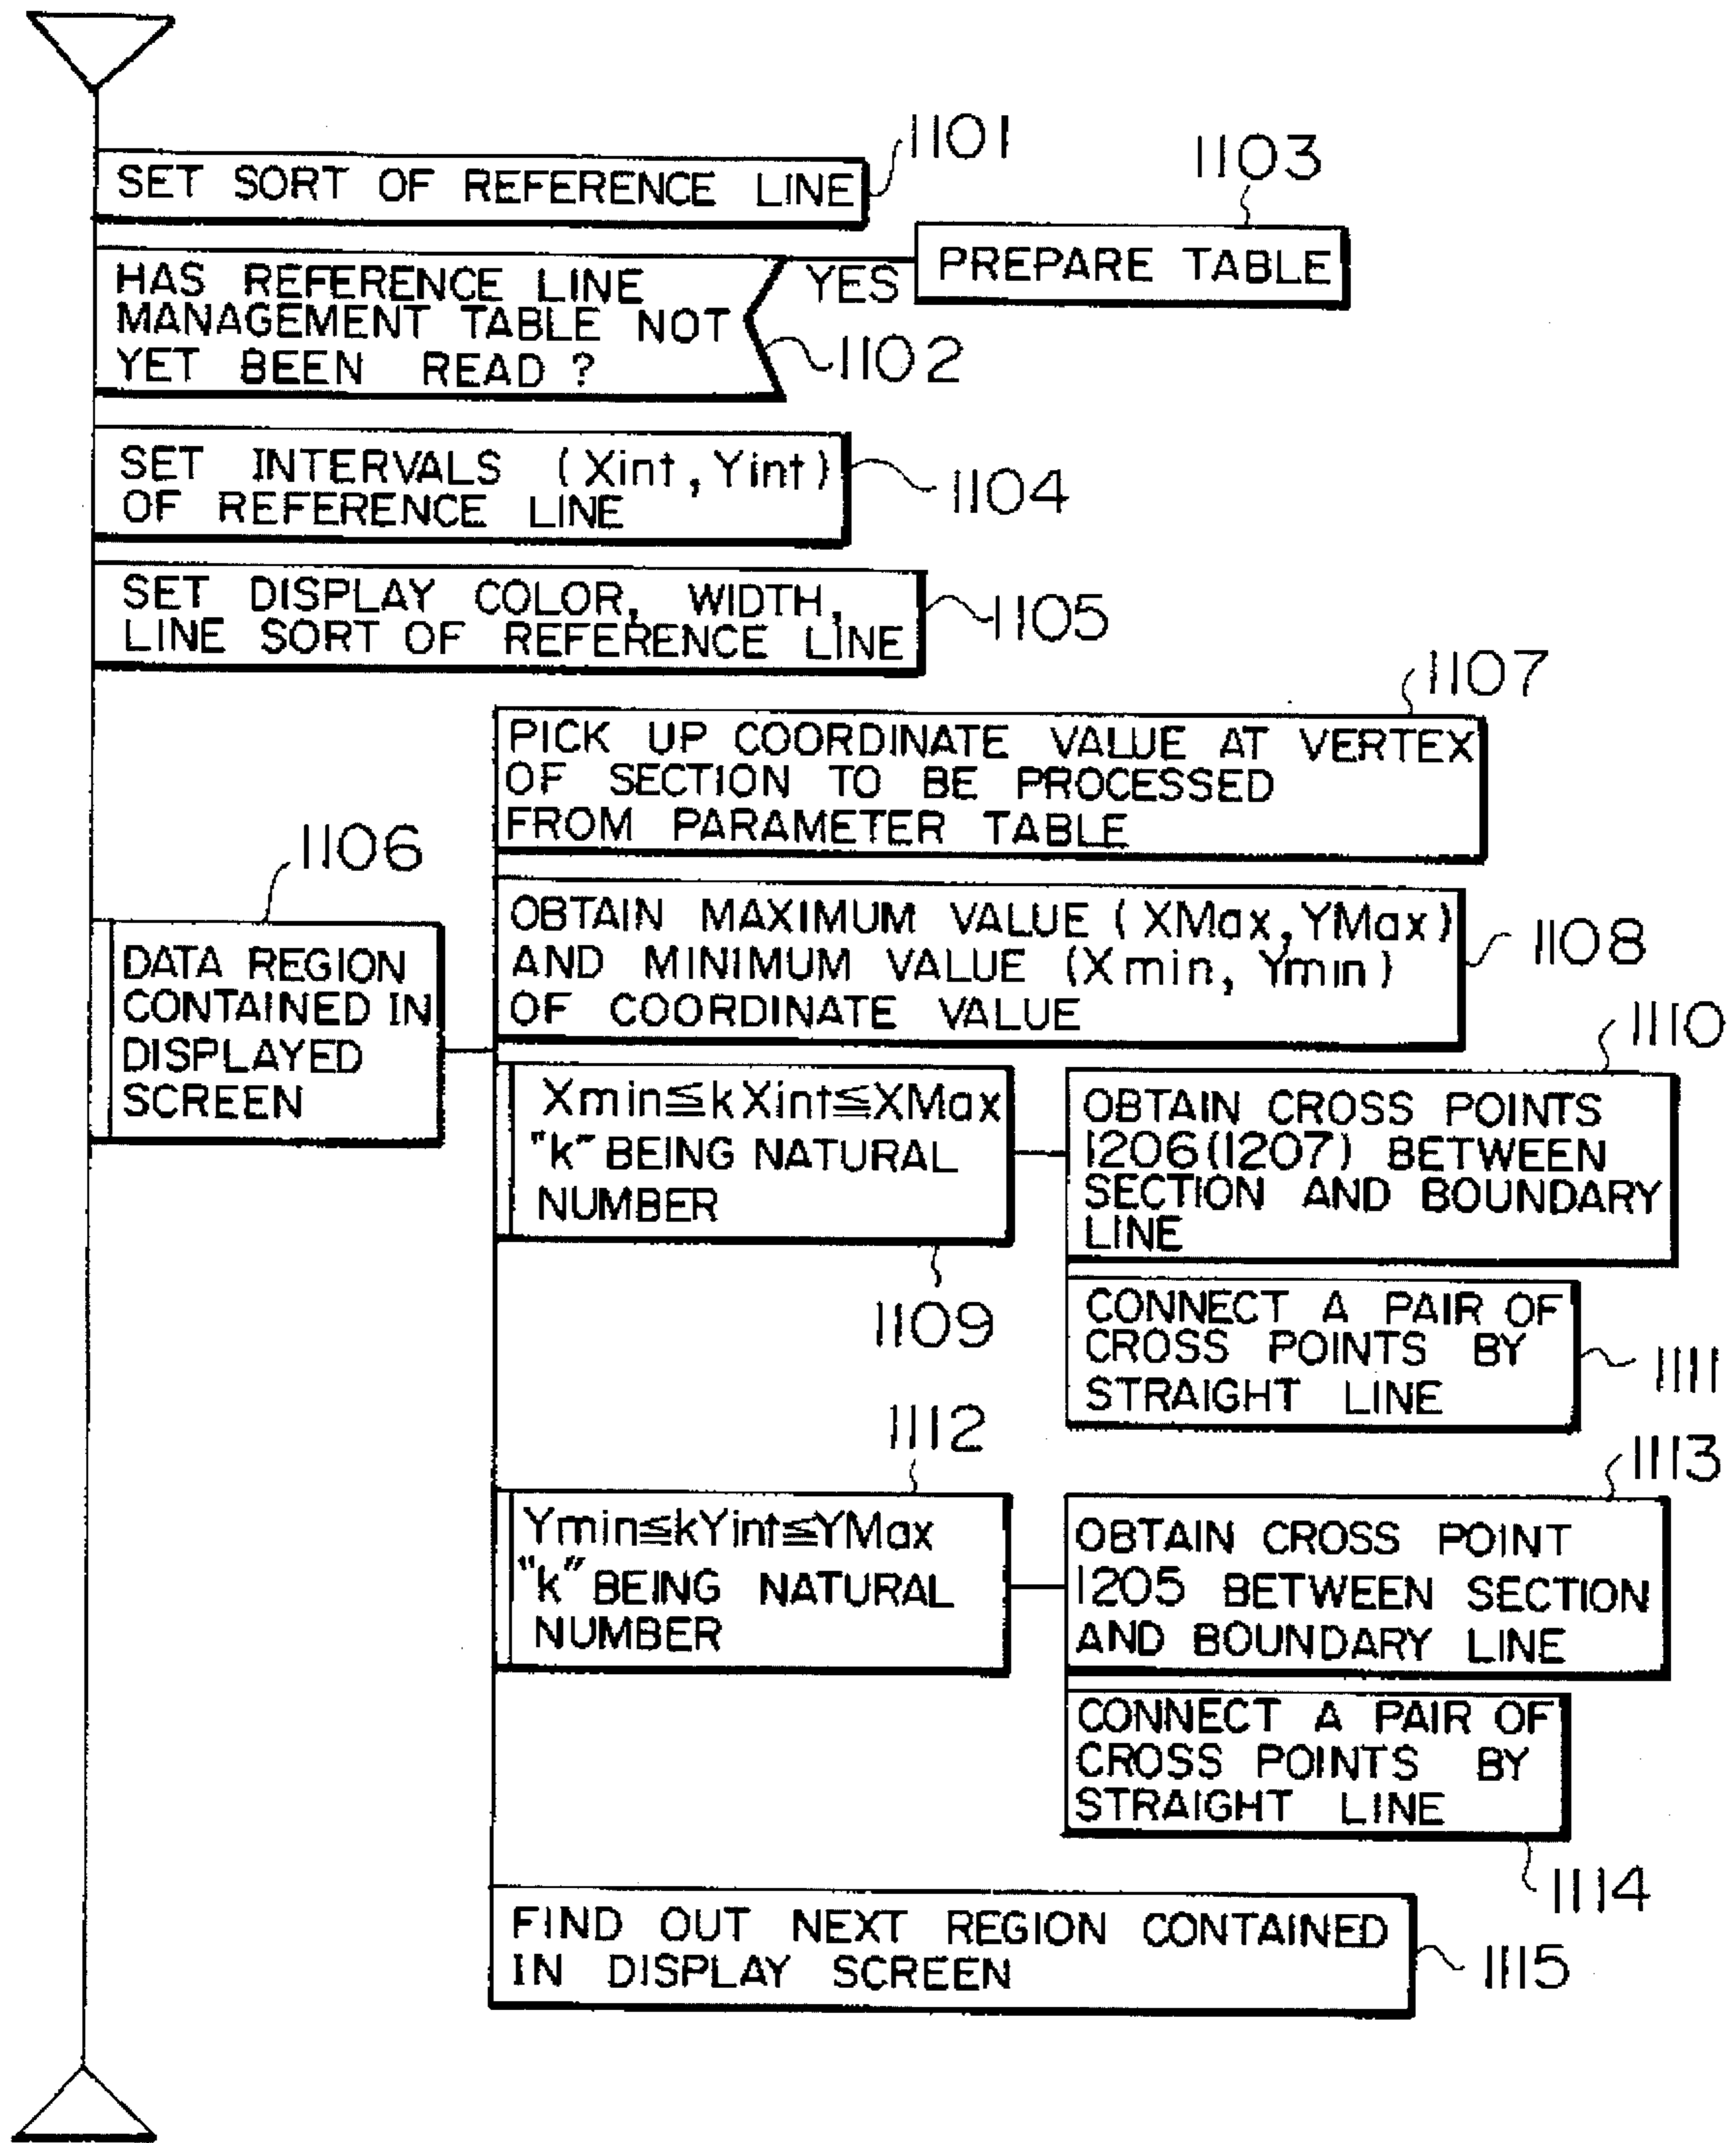 1101
SET SORT OF REFERENCE LINE
1103
PREPARE TABLE
HAS REFERENCE LINE
MANAGEMENT TABLE NOT
YET BEEN READ ?
YES
1102
SET INTERVALS (Xint, Yint)
OF REFERENCE LINE
1104
SET DISPLAY COLOR, WIDTH,
LINE SORT OF REFERENCE LINE
1105
1106
DATA REGION
CONTAINED IN
DISPLAYED
SCREEN
1107
PICK UP COORDINATE VALUE AT VERTEX
OF SECTION TO BE PROCESSED
FROM PARAMETER TABLE
OBTAIN MAXIMUM VALUE (XMax, YMax)
AND MINIMUM VALUE (Xmin, Ymin)
OF COORDINATE VALUE
1108
Xmin≦kXint≦XMax
"k" BEING NATURAL
NUMBER
1109
1110
OBTAIN CROSS POINTS
1206(1207) BETWEEN
SECTION AND BOUNDARY
LINE
CONNECT A PAIR OF
CROSS POINTS BY
STRAIGHT LINE
1111
1112
Ymin≦kYint≦YMax
"k" BEING NATURAL
NUMBER
1113
OBTAIN CROSS POINT
1205 BETWEEN SECTION
AND BOUNDARY LINE
CONNECT A PAIR OF
CROSS POINTS BY
STRAIGHT LINE
1114
FIND OUT NEXT REGION CONTAINED
IN DISPLAY SCREEN
1115